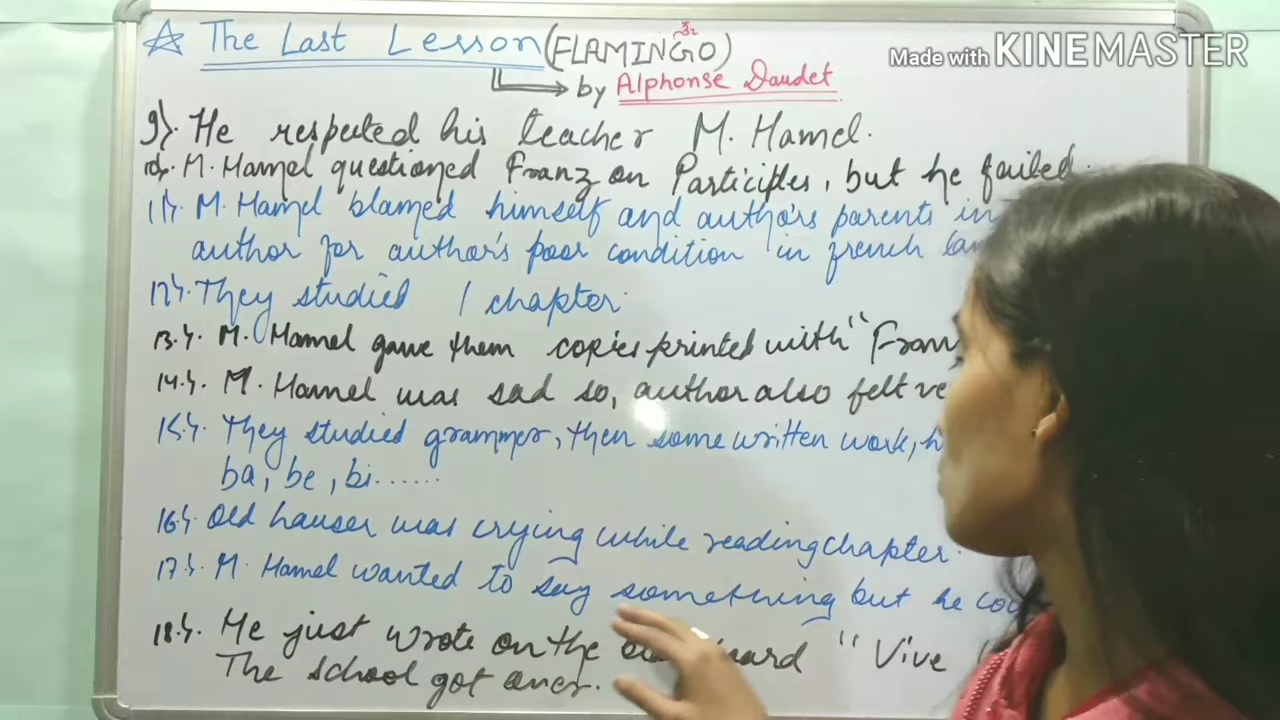 Made with KINEMASTER
☆ The Last Lesson (FLAMINGO)
by Alphonse Daudet
9). He respected his teacher M. Hamel.
10). M. Hamel questioned Franz on Participles, but he failed.
11). M. Hamel blamed himself and author's parents in
author for author's poor condition in french lan
12). They studied 1 chapter.
13). M. Hamel gave them copies printed with "Fran
14). M. Hamel was sad so, author also felt ve
15). They studied grammer, then some written work, h
ba, be, bi......
16). Old hauser was crying while reading chapter.
17). M. Hamel wanted to say something but he cou
18). He just wrote on the "Vive
The school got over.